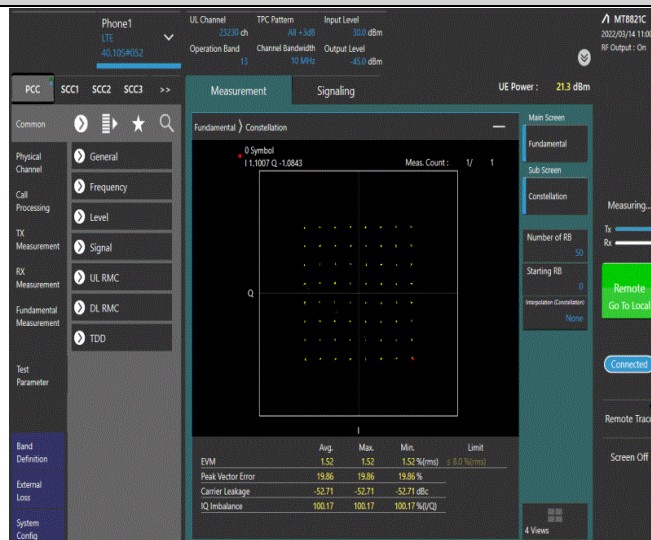 Phone1
LTE
40.10S#052
UL Channel
23230 ch
TPC Pattern
All +3dB
Input Level
30.0 dBm
Operation Band
13
Channel Bandwidth
10 MHz
Output Level
-45.0 dBm
MT8821C
2022/03/14 11:00
RF Output : On
PCC
SCC1
SCC2
SCC3
>>
Measurement
Signaling
UE Power : 21.3 dBm
Common
Physical
Channel
Call
Processing
TX
Measurement
RX
Measurement
Fundamental
Measurement
Test
Parameter
Band
Definition
External
Loss
System
Config
General
Frequency
Level
Signal
UL RMC
DL RMC
TDD
Fundamental ⟩ Constellation
0 Symbol
I 1.1007 Q -1.0843
Meas. Count : 1/ 1
Q
I
Avg. Max. Min. Limit
EVM 1.52 1.52 1.52 %(rms) ≤ 8.0 %(rms)
Peak Vector Error 19.86 19.86 19.86 %
Carrier Leakage -52.71 -52.71 -52.71 dBc
IQ Imbalance 100.17 100.17 100.17 %(I/Q)
Main Screen
Fundamental
Sub Screen
Constellation
Number of RB
50
Starting RB
0
Interpolation (Constellation)
None
4 Views
Measuring...
Tx
Rx
Remote
Go To Local
Connected
Remote Trace
Screen Off